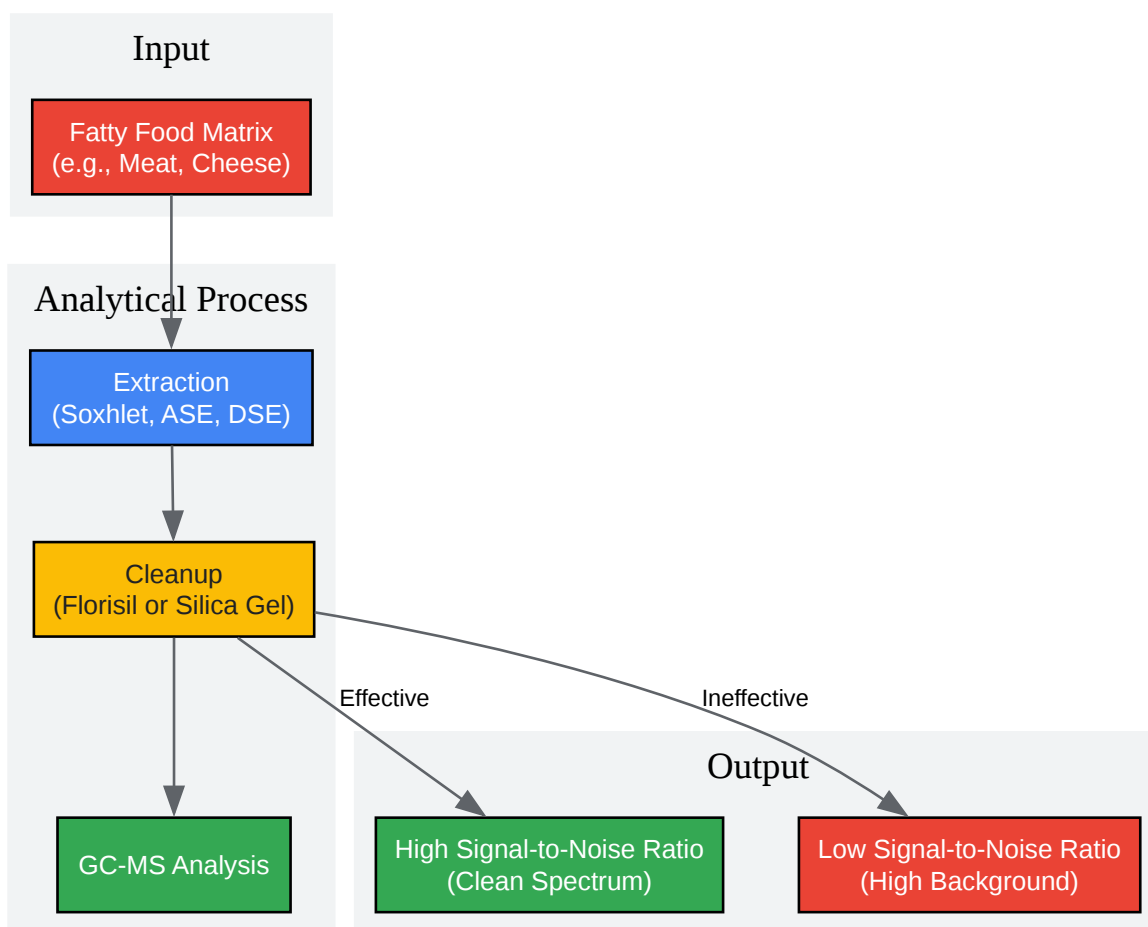 Input
Fatty Food Matrix
(e.g., Meat, Cheese)
Analytical Process
Extraction
(Soxhlet, ASE, DSE)
Cleanup
(Florisil or Silica Gel)
Effective
Ineffective
Output
GC-MS Analysis
High Signal-to-Noise Ratio
(Clean Spectrum)
Low Signal-to-Noise Ratio
(High Background)